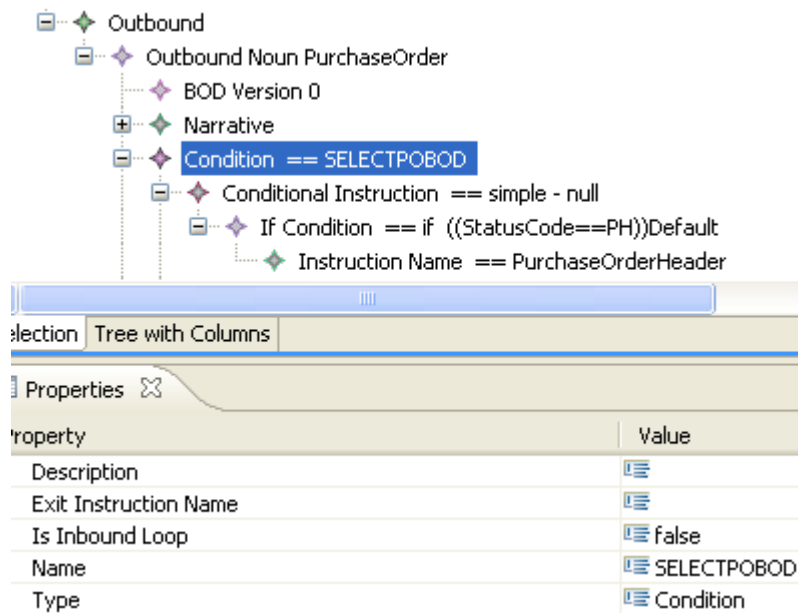 Outbound
Outbound Noun PurchaseOrder
BOD Version 0
Narrative
Condition == SELECTPOBOD
Conditional Instruction == simple - null
If Condition == if ((StatusCode==PH))Default
Instruction Name == PurchaseOrderHeader
election Tree with Columns
Properties
roperty Value
Description
Exit Instruction Name
Is Inbound Loop false
Name SELECTPOBOD
Type Condition